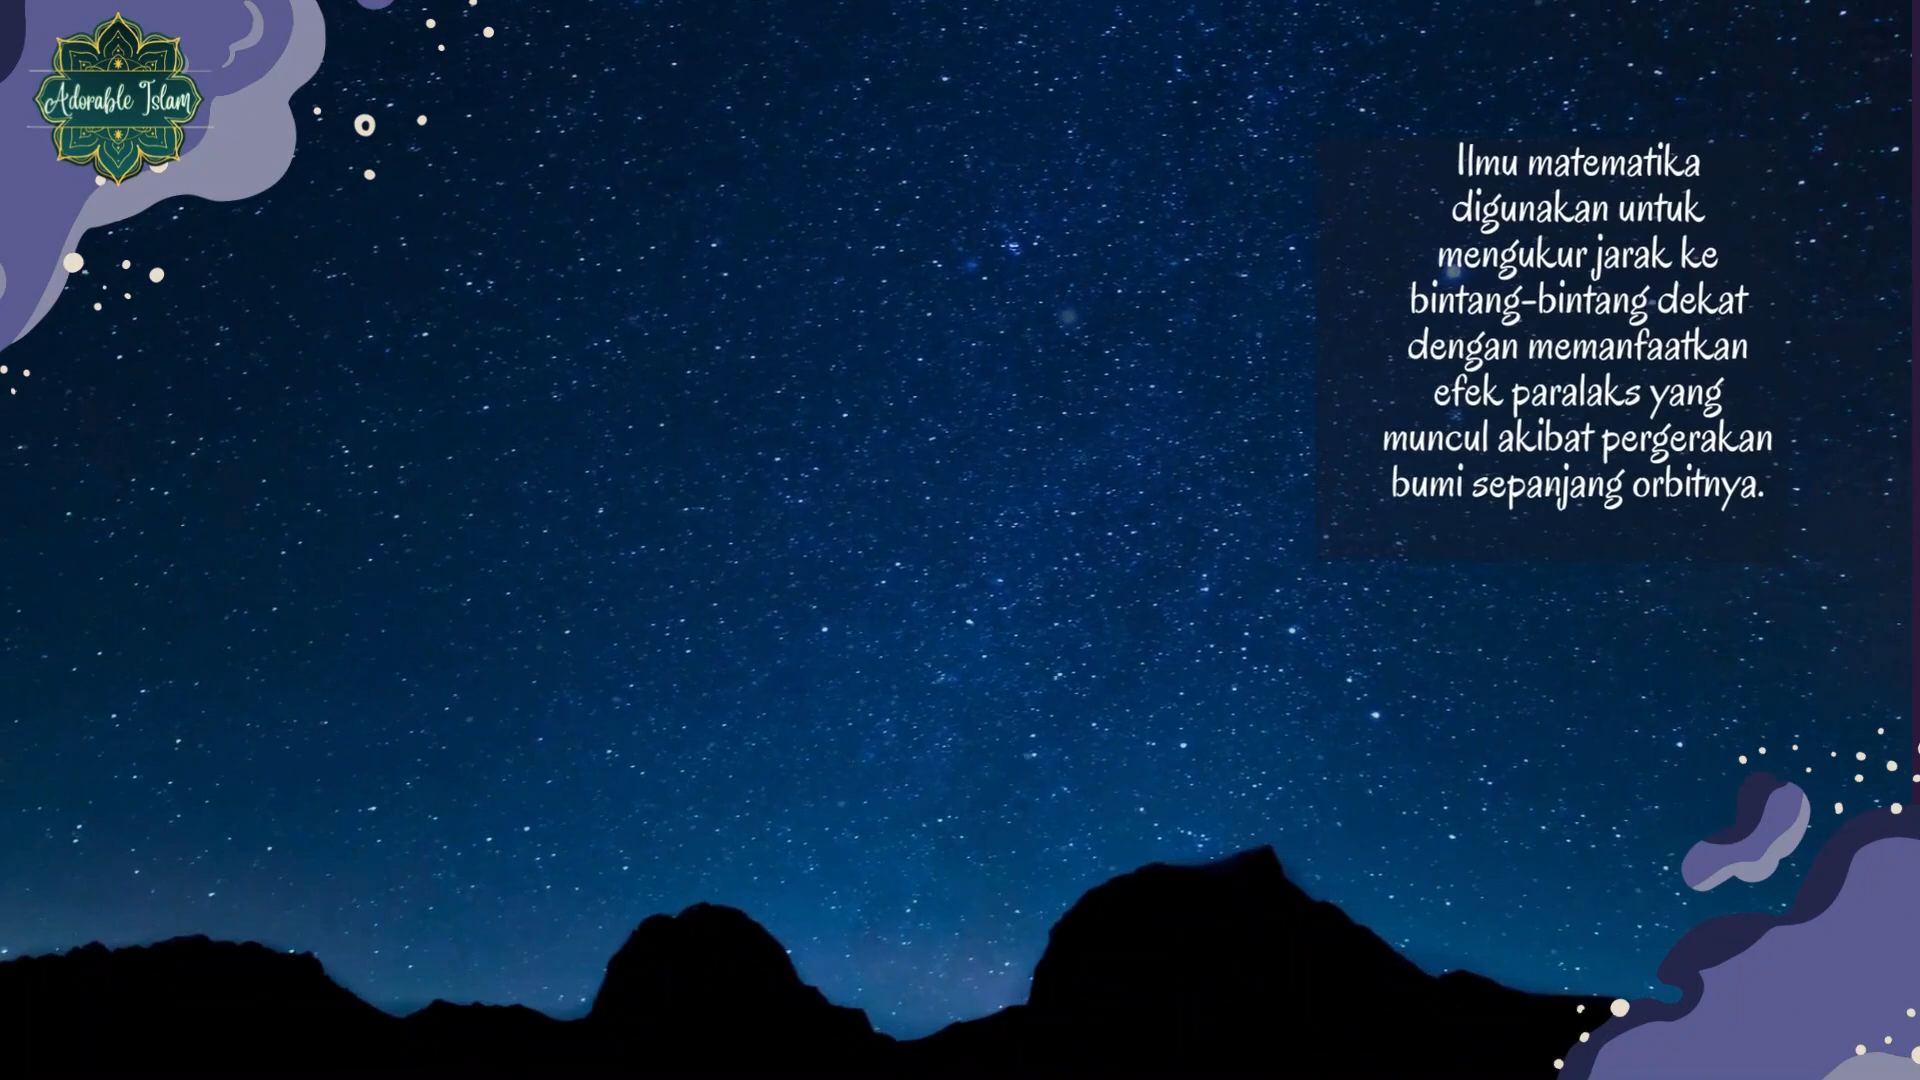 Adorable Islam
Ilmu matematika
digunakan untuk
mengukur jarak ke
bintang-bintang dekat
dengan memanfaatkan
efek paralaks yang
muncul akibat pergerakan
bumi sepanjang orbitnya.